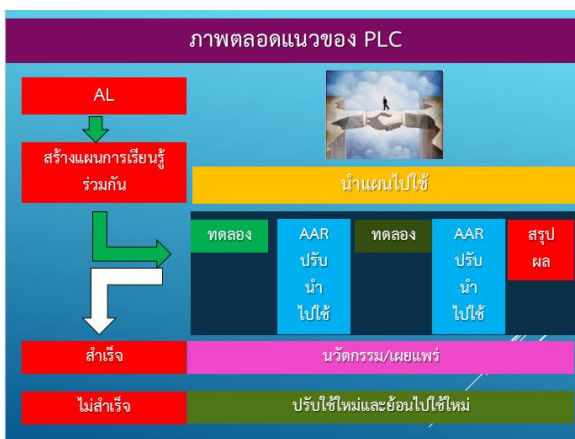 ภาพตลอดแนวของ PLC
AL
สร้างแผนการเรียนรู้
ร่วมกัน
นำแผนไปใช้
ทดลอง
AAR
ปรับ
นำ
ไปใช้
ทดลอง
AAR
ปรับ
นำ
ไปใช้
สรุป
ผล
สำเร็จ
นวัตกรรม/เผยแพร่
ไม่สำเร็จ
ปรับใช้ใหม่และย้อนไปใช้ใหม่